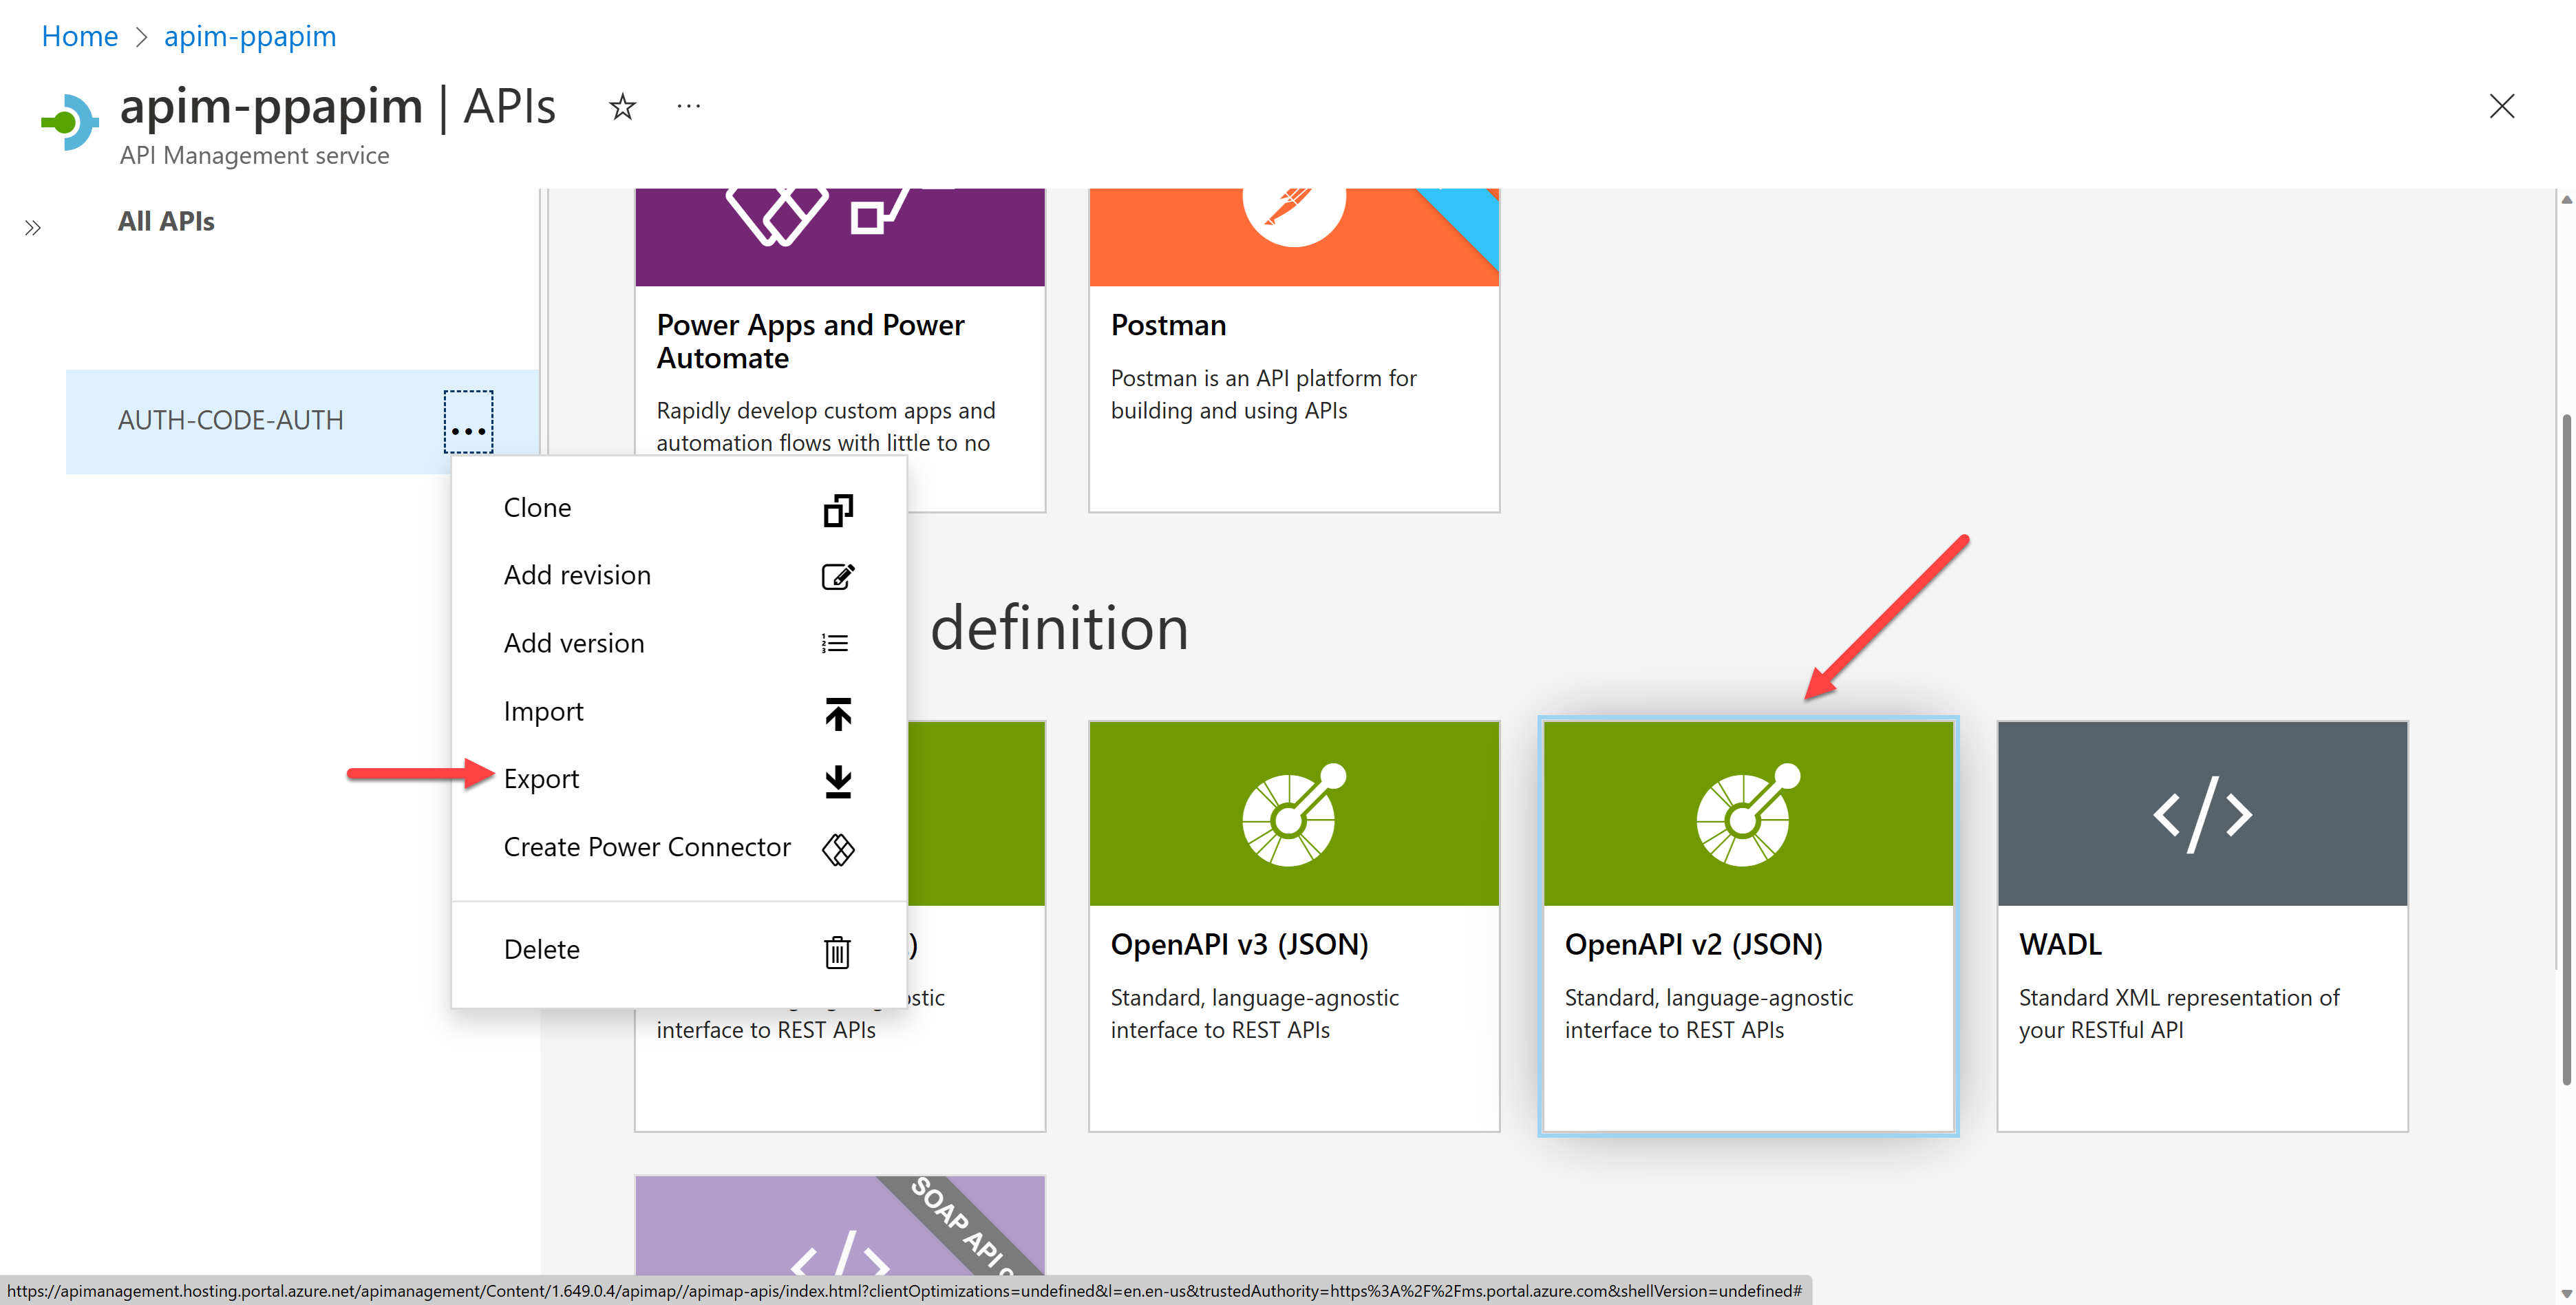 Home > apim-ppapim
apim-ppapim | APIs
API Management service
All APIs
AUTH-CODE-AUTH
Clone
Add revision
Add version
Import
Export
Create Power Connector
Delete
Power Apps and Power
Automate
Rapidly develop custom apps and
automation flows with little to no
Postman
Postman is an API platform for
building and using APIs
definition
)
interface to REST APIs
OpenAPI v3 (JSON)
Standard, language-agnostic
interface to REST APIs
OpenAPI v2 (JSON)
Standard, language-agnostic
interface to REST APIs
WADL
Standard XML representation of
your RESTful API
SOAP API
https://apimanagement.hosting.portal.azure.net/apimanagement/Content/1.649.0.4/apimap//apimap-apis/index.html?clientOptimizations=undefined&l=en.en-us&trustedAuthority=https%3A%2F%2Fms.portal.azure.com&shellVersion=undefined#